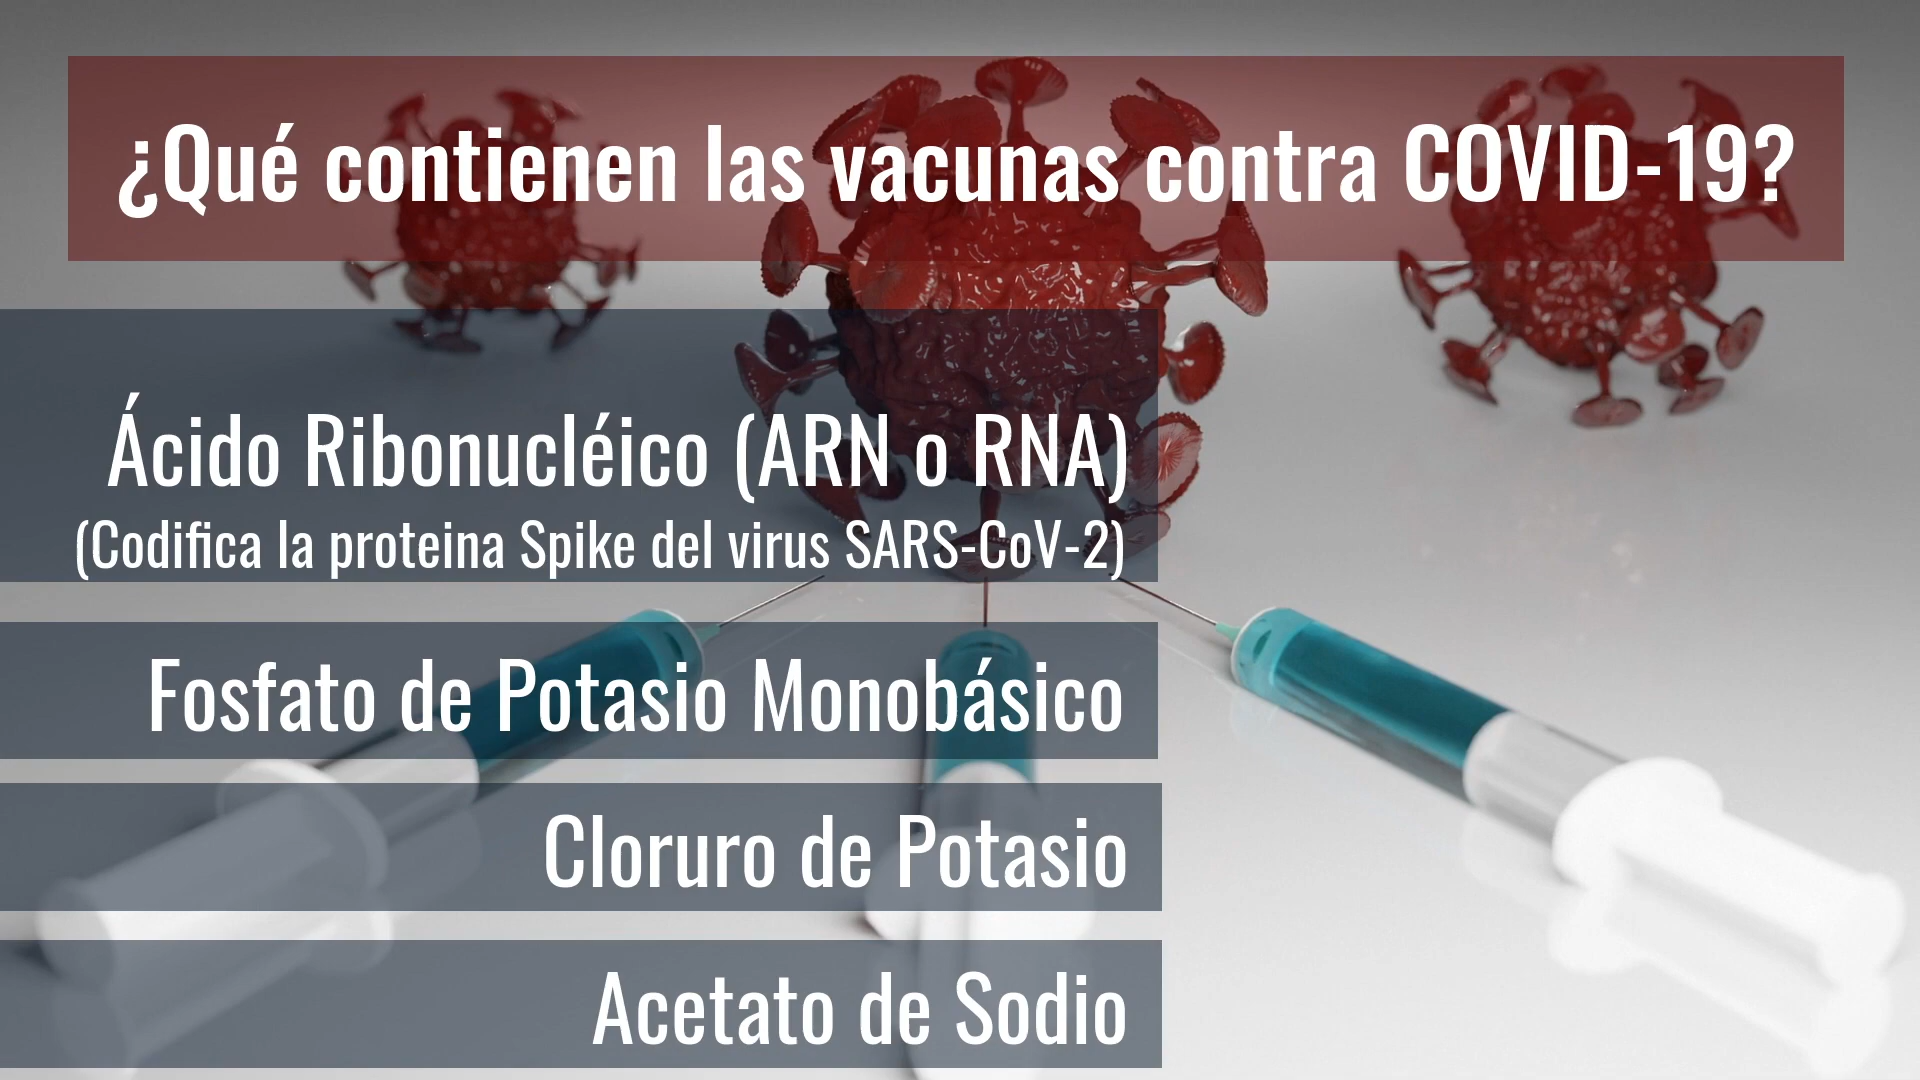 ¿Qué contienen las vacunas contra COVID-19?
Ácido Ribonucléico (ARN o RNA)
(Codifica la proteina Spike del virus SARS-CoV-2)
Fosfato de Potasio Monobásico
Cloruro de Potasio
Acetato de Sodio